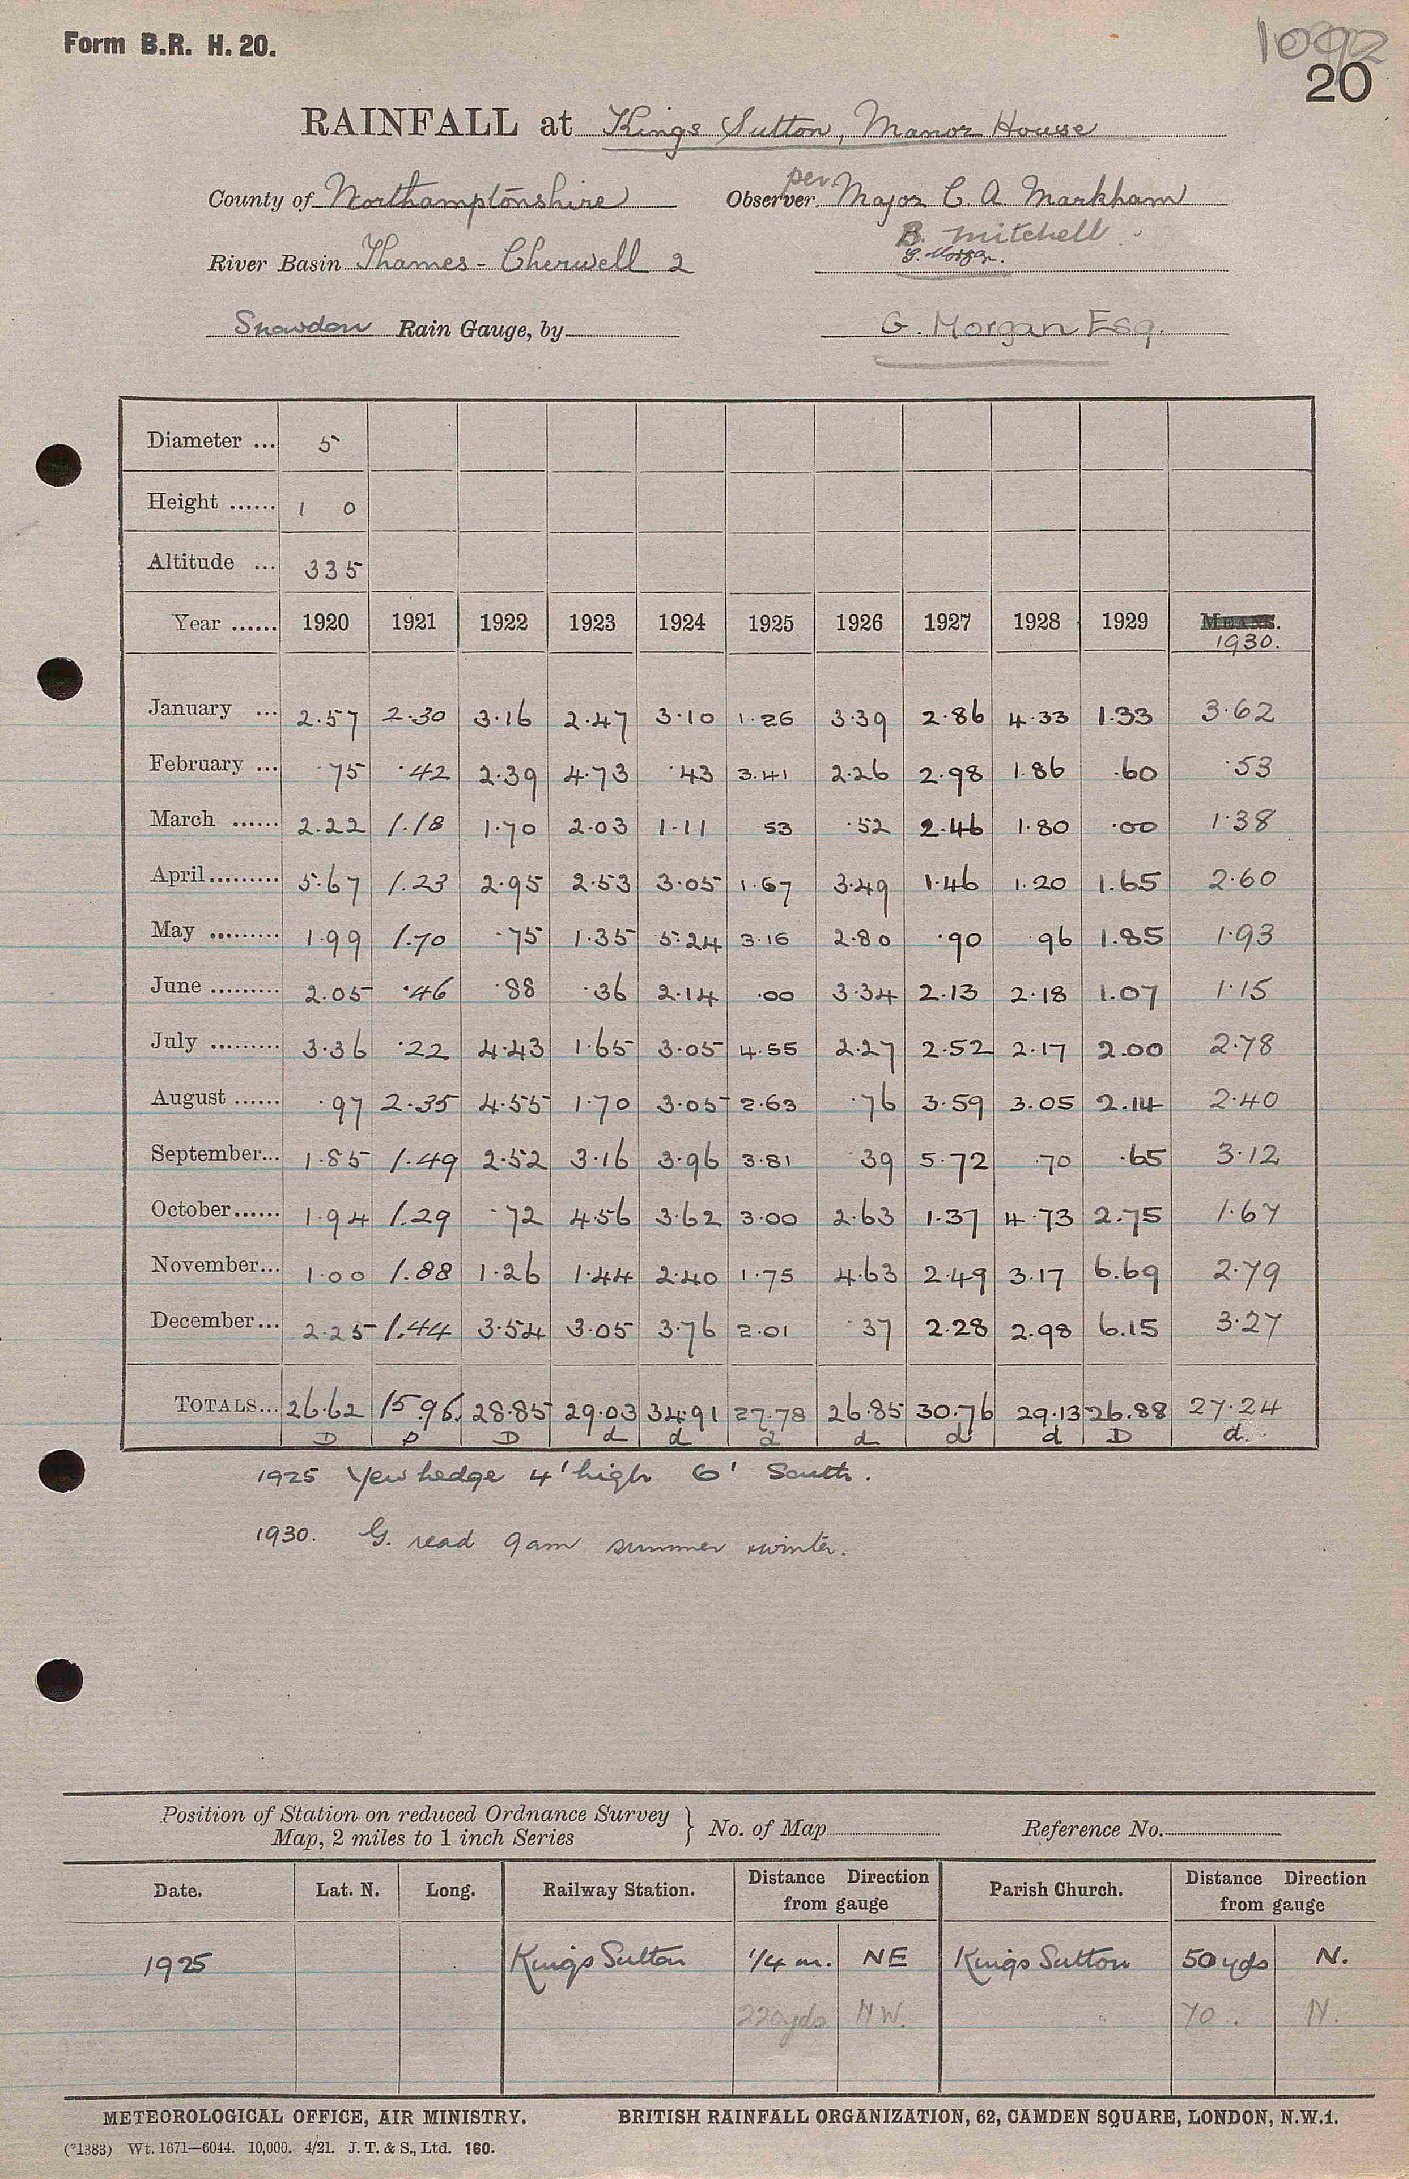 Form B.R. H. 20.
1092
20
RAINFALL at Kings Sutton, Manor House
County of Northamptonshire Observer per Major C. A Markham
B. Mitchell
River Basin Thames - Cherwell 2
Snowdon Rain Gauge, by G. Morgan Esq.
Diameter ... 5
Height ...... 1 0
Altitude ... 335
Year ...... 1920 1921 1922 1923 1924 1925 1926 1927 1928 1929 MEANS.
1930.
January ... 2.57 2.30 3.16 2.47 3.10 1.26 3.39 2.86 4.33 1.33 3.62
February ... .75 .42 2.39 4.73 .43 3.41 2.26 2.98 1.86 .60 .53
March ...... 2.22 1.18 1.70 2.03 1.11 53 .52 2.46 1.80 .00 1.38
April ......... 5.67 1.23 2.95 2.53 3.05 1.67 3.49 1.46 1.20 1.65 2.60
May ......... 1.99 1.70 .75 1.35 5.24 3.16 2.80 .90 .96 1.85 1.93
June ......... 2.05 .46 .88 .36 2.14 .00 3.34 2.13 2.18 1.07 1.15
July ......... 3.36 .22 4.43 1.65 3.05 4.55 2.27 2.52 2.17 2.00 2.78
August ...... .97 2.35 4.55 1.70 3.05 2.63 .76 3.59 3.05 2.14 2.40
September... 1.85 1.49 2.52 3.16 3.96 3.81 39 5.72 .70 .65 3.12
October ...... 1.94 1.29 .72 4.56 3.62 3.00 2.63 1.37 4.73 2.75 1.67
November... 1.00 1.88 1.26 1.44 2.40 1.75 4.63 2.49 3.17 6.69 2.79
December... 2.25 1.44 3.54 3.05 3.76 2.01 .37 2.28 2.98 6.15 3.27
TOTALS... 26.62 15.96 28.85 29.03 34.91 27.78 26.85 30.76 29.13 26.88 27.24
D D D d d d d d d D d.
1925 Yew hedge 4' high 6' South.
1930. G. read 9am summer & winter.
Position of Station on reduced Ordnance Survey
Map, 2 miles to 1 inch Series } No. of Map Reference No.
Date. Lat. N. Long. Railway Station. Distance Direction from gauge Parish Church. Distance Direction from gauge
1925 Kings Sutton 1/4 m. NE Kings Sutton 50 yds N.
220yds NW. " 70 . N.
METEOROLOGICAL OFFICE, AIR MINISTRY. BRITISH RAINFALL ORGANIZATION, 62, CAMDEN SQUARE, LONDON, N.W.1.
(*1383) Wt. 1671—6044. 10,000. 4/21. J. T. & S., Ltd. 160.